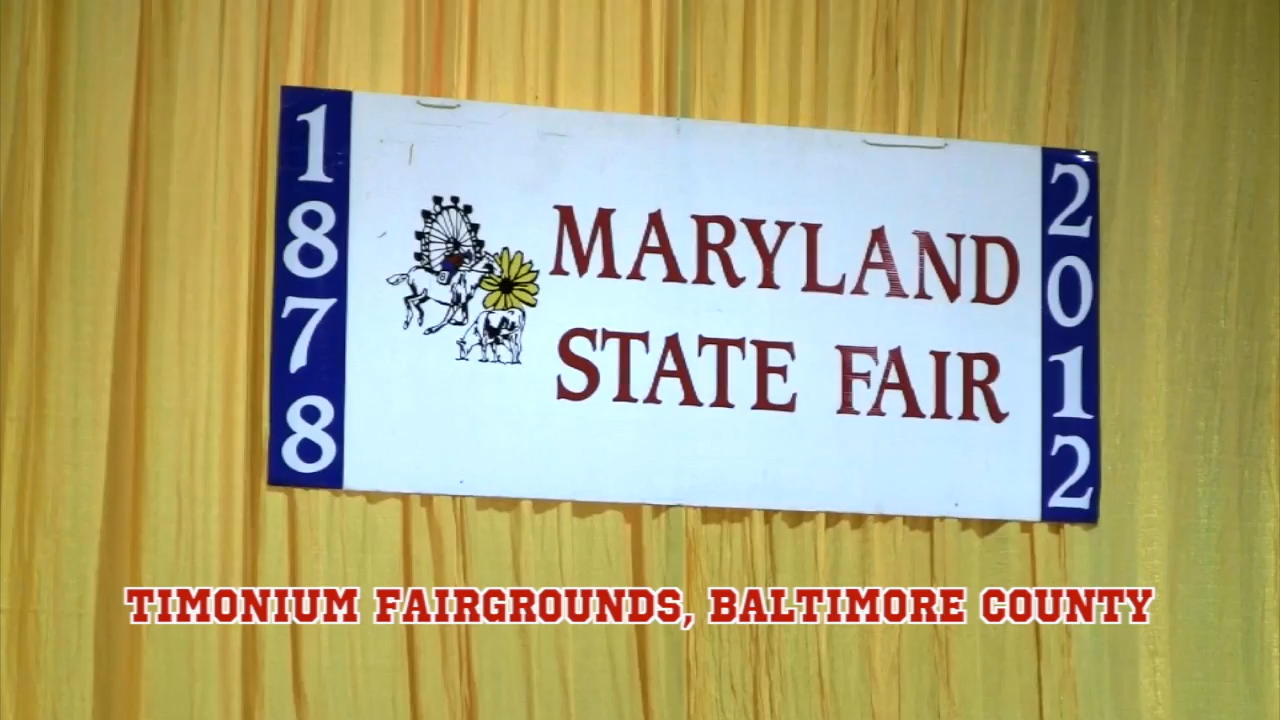 1878
MARYLAND
STATE FAIR
2012
TIMONIUM FAIRGROUNDS, BALTIMORE COUNTY